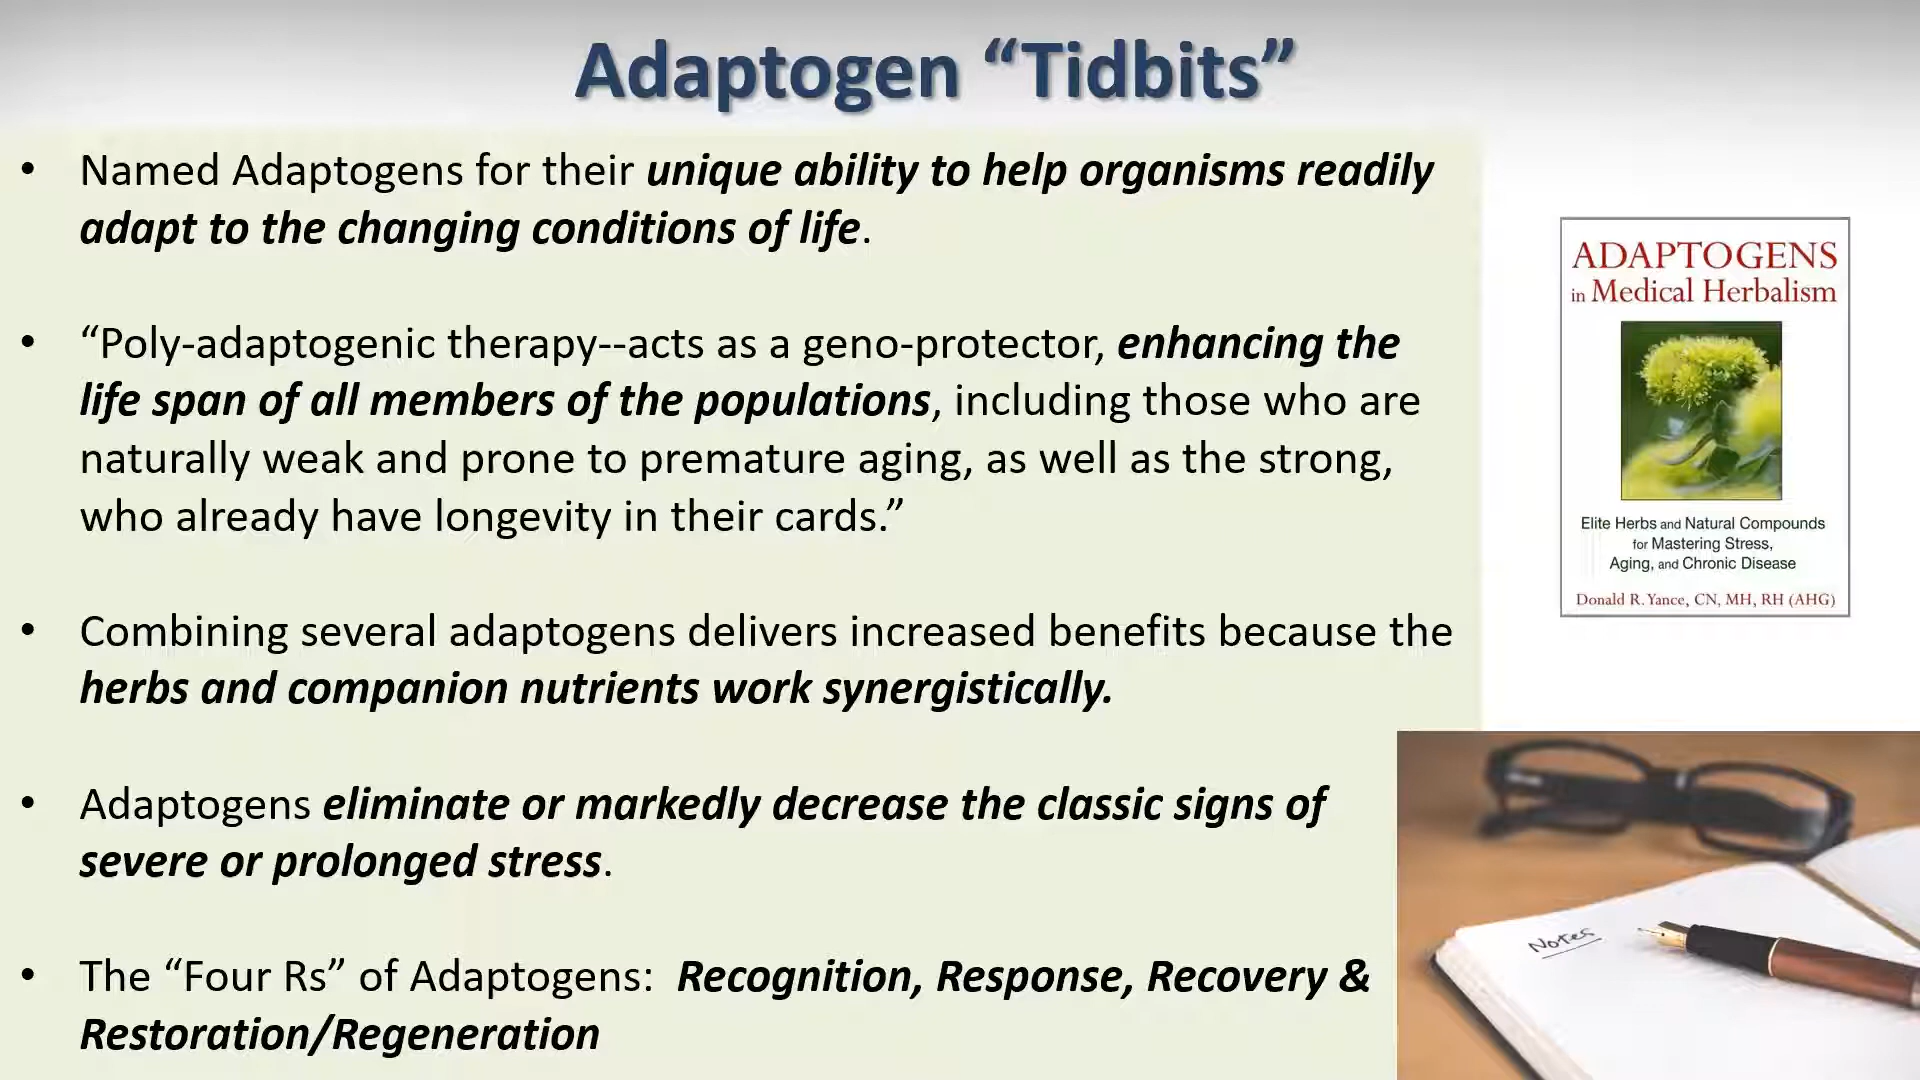 Adaptogen “Tidbits”
• Named Adaptogens for their unique ability to help organisms readily
adapt to the changing conditions of life.
• “Poly-adaptogenic therapy--acts as a geno-protector, enhancing the
life span of all members of the populations, including those who are
naturally weak and prone to premature aging, as well as the strong,
who already have longevity in their cards.”
• Combining several adaptogens delivers increased benefits because the
herbs and companion nutrients work synergistically.
• Adaptogens eliminate or markedly decrease the classic signs of
severe or prolonged stress.
• The “Four Rs” of Adaptogens:  Recognition, Response, Recovery &
Restoration/Regeneration
ADAPTOGENS
in Medical Herbalism
Elite Herbs and Natural Compounds
for Mastering Stress,
Aging, and Chronic Disease
Donald R. Yance, CN, MH, RH (AHG)
Notes